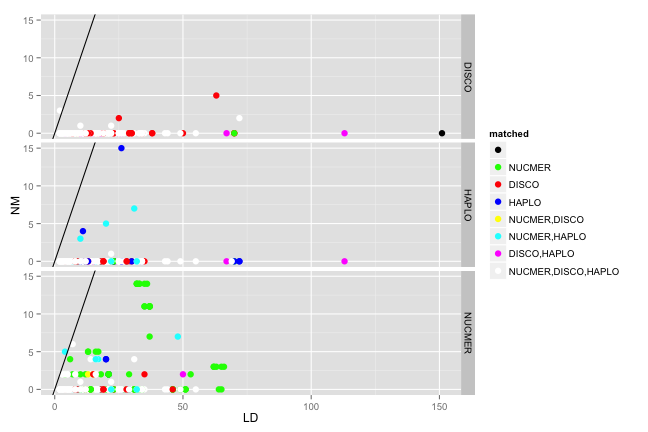 NM
15
10
5
0
DISCO
15
10
5
0
HAPLO
15
10
5
0
NUCMER
0
50
100
150
LD
matched
NUCMER
DISCO
HAPLO
NUCMER,DISCO
NUCMER,HAPLO
DISCO,HAPLO
NUCMER,DISCO,HAPLO